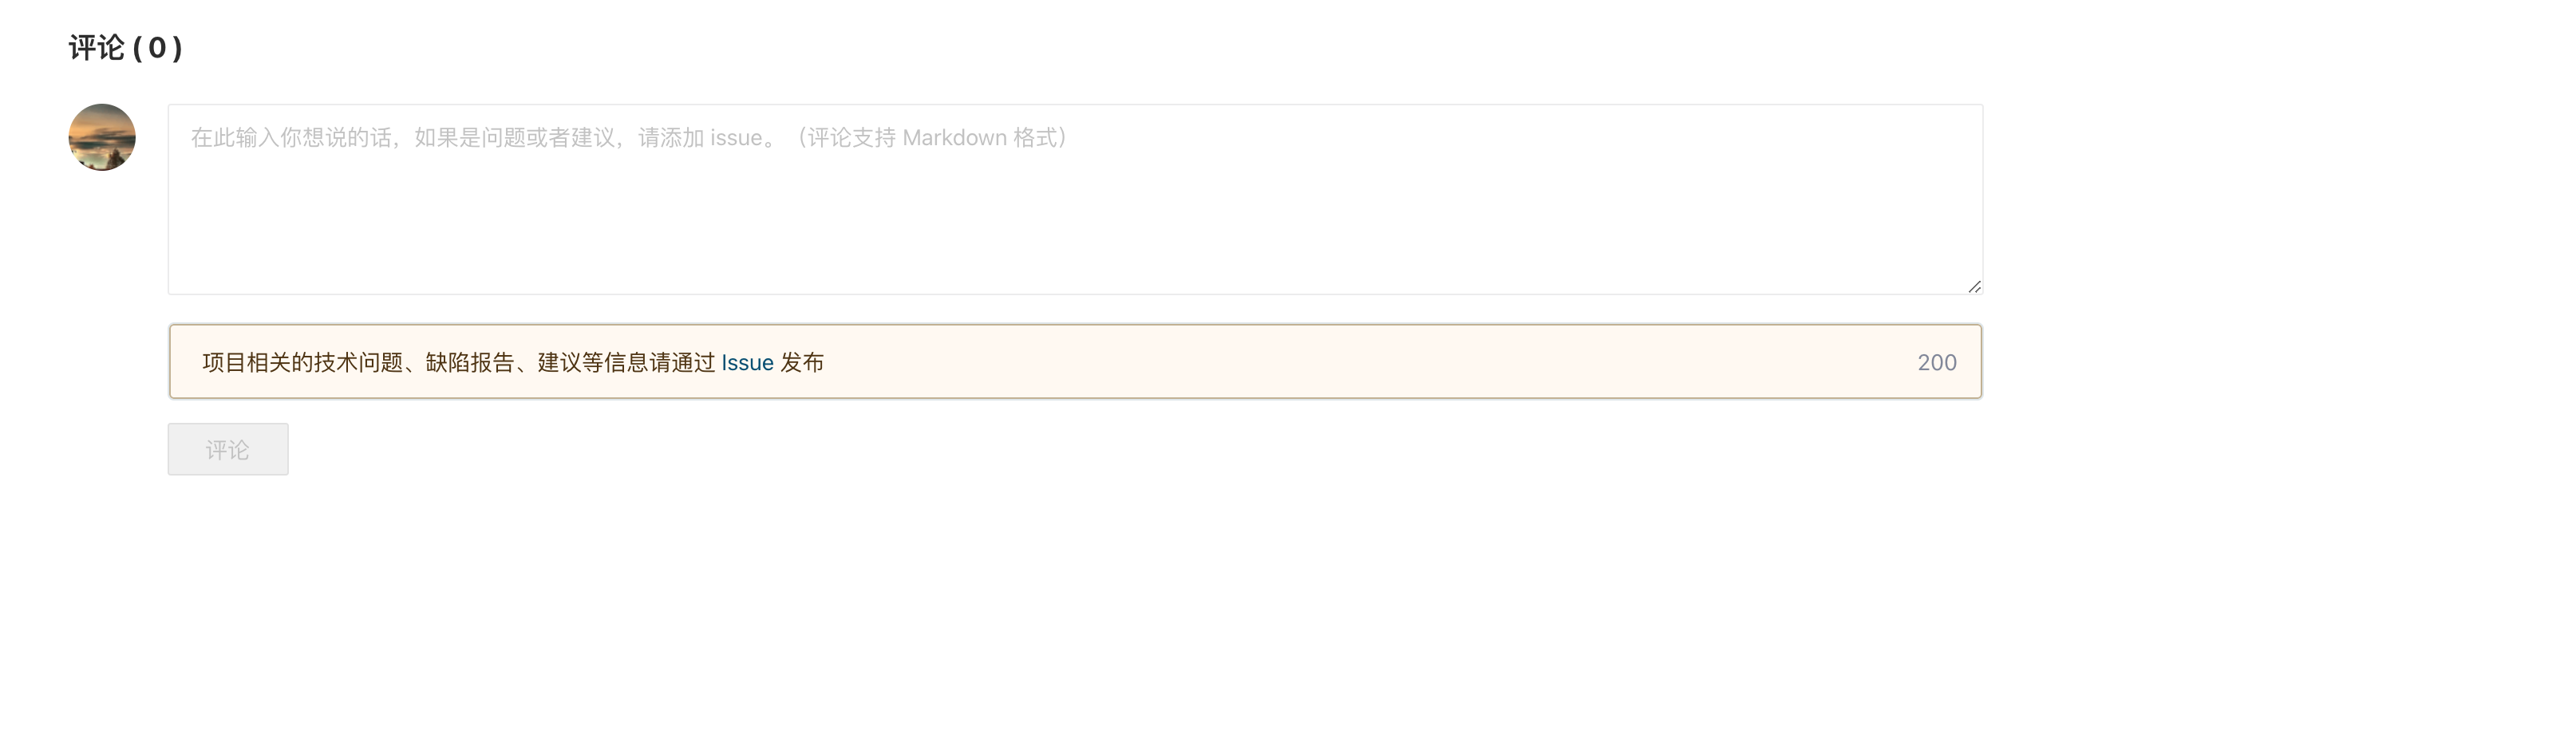 评论 ( 0 )
在此输入你想说的话，如果是问题或者建议，请添加 issue。（评论支持 Markdown 格式）
项目相关的技术问题、缺陷报告、建议等信息请通过 Issue 发布 200
评论